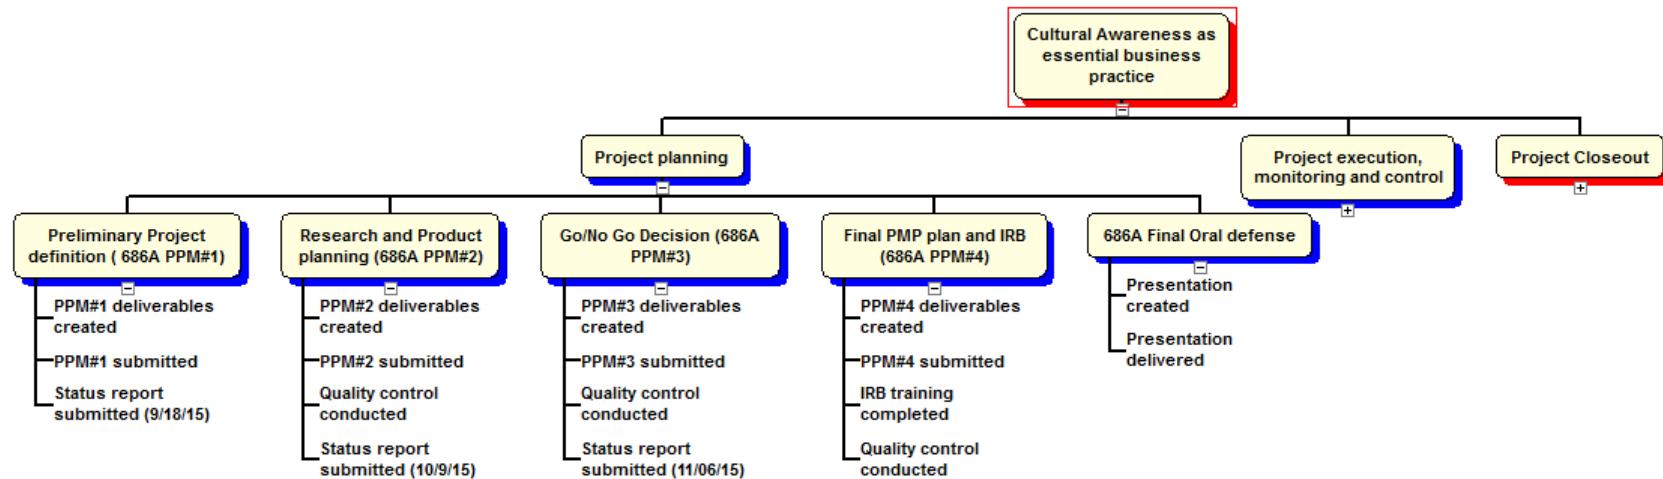 Cultural Awareness as
essential business
practice
Project planning
Project execution,
monitoring and control
Project Closeout
Preliminary Project
definition ( 686A PPM#1)
Research and Product
planning (686A PPM#2)
Go/No Go Decision (686A
PPM#3)
Final PMP plan and IRB
(686A PPM#4)
686A Final Oral defense
PPM#1 deliverables
created
PPM#1 submitted
Status report
submitted (9/18/15)
PPM#2 deliverables
created
PPM#2 submitted
Quality control
conducted
Status report
submitted (10/9/15)
PPM#3 deliverables
created
PPM#3 submitted
Quality control
conducted
Status report
submitted (11/06/15)
PPM#4 deliverables
created
PPM#4 submitted
IRB training
completed
Quality control
conducted
Presentation
created
Presentation
delivered